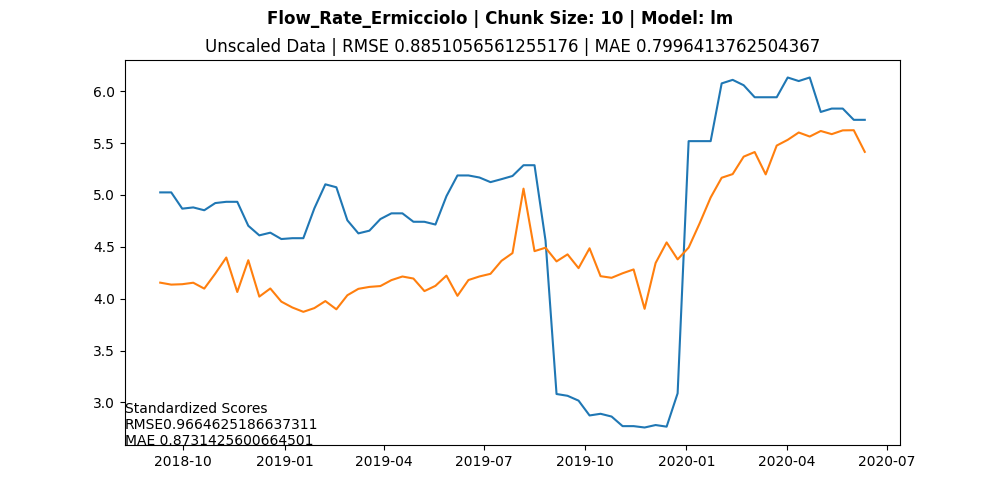 Flow_Rate_Ermicciolo | Chunk Size: 10 | Model: lm
Unscaled Data | RMSE 0.8851056561255176 | MAE 0.7996413762504367
6.0
5.5
5.0
4.5
4.0
3.5
3.0
Standardized Scores
RMSE0.9664625186637311
MAE 0.8731425600664501
2018-10 2019-01 2019-04 2019-07 2019-10 2020-01 2020-04 2020-07